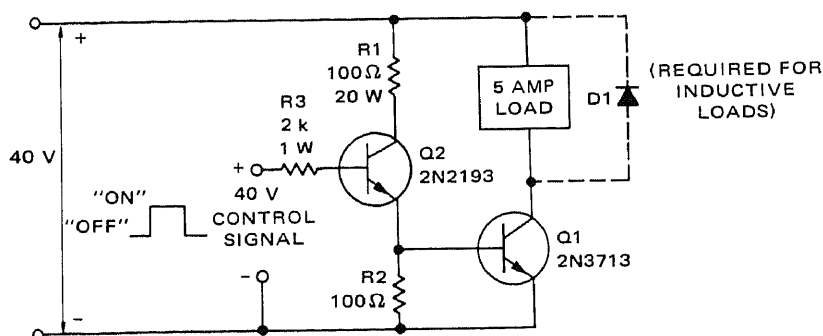 +
R1
100Ω
20 W
5 AMP
LOAD
D1
(REQUIRED FOR
INDUCTIVE
LOADS)
R3
2 k
1 W
40 V
+
40 V
Q2
2N2193
"ON"
"OFF"
CONTROL
SIGNAL
Q1
2N3713
-
R2
100Ω
-